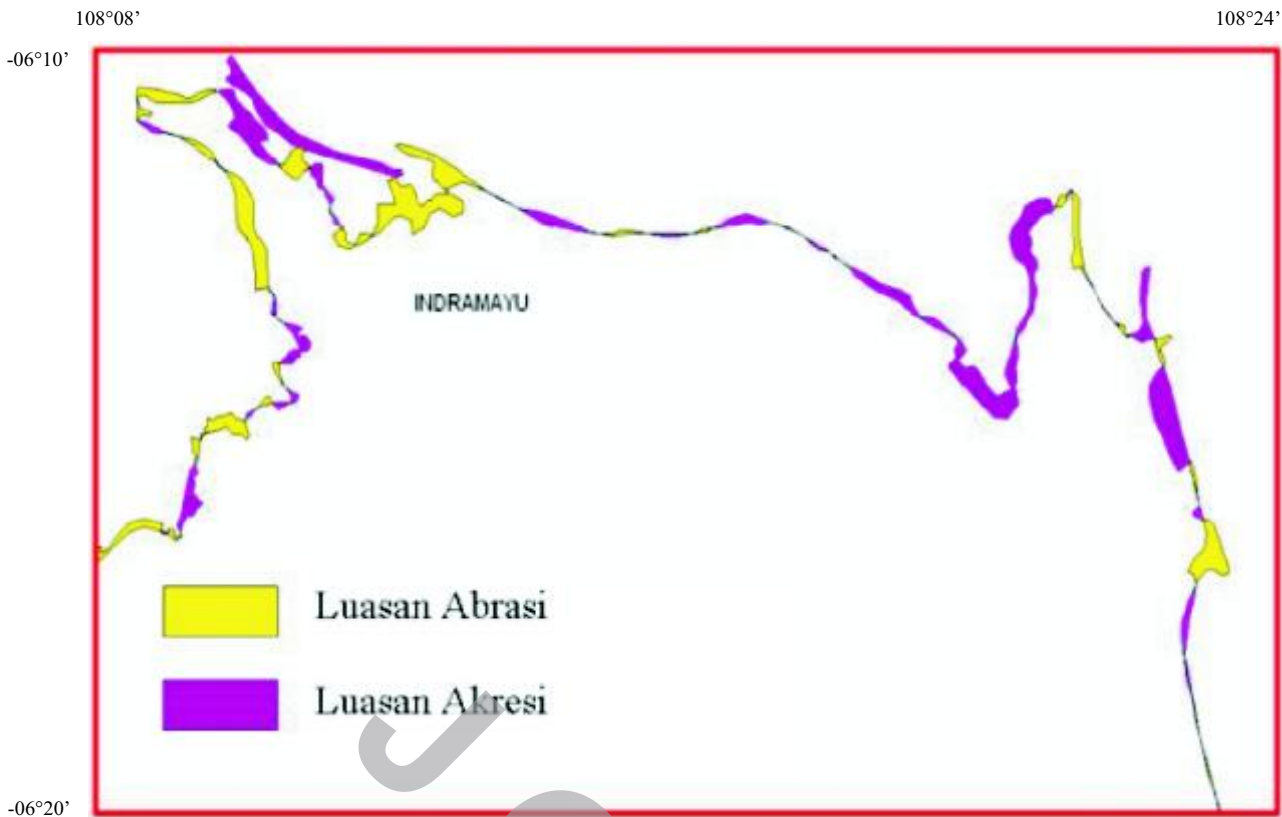 108°08’ 108°24’
-06°10’
INDRAMAYU
Luasan Abrasi
Luasan Akresi
-06°20’